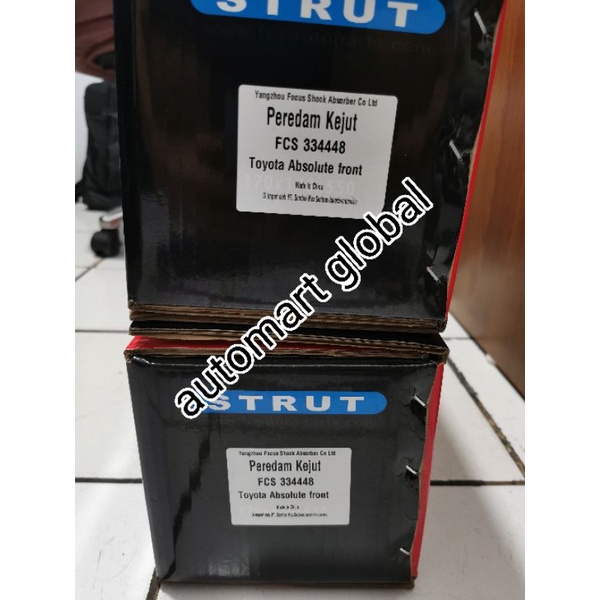 STRUT
Yangzhou Focus Shock Absorber Co Ltd
Peredam Kejut
FCS 334448
Toyota Absolute front
Made in China
automart global
STRUT
Yangzhou Focus Shock Absorber Co Ltd
Peredam Kejut
FCS 334448
Toyota Absolute front
Made in China